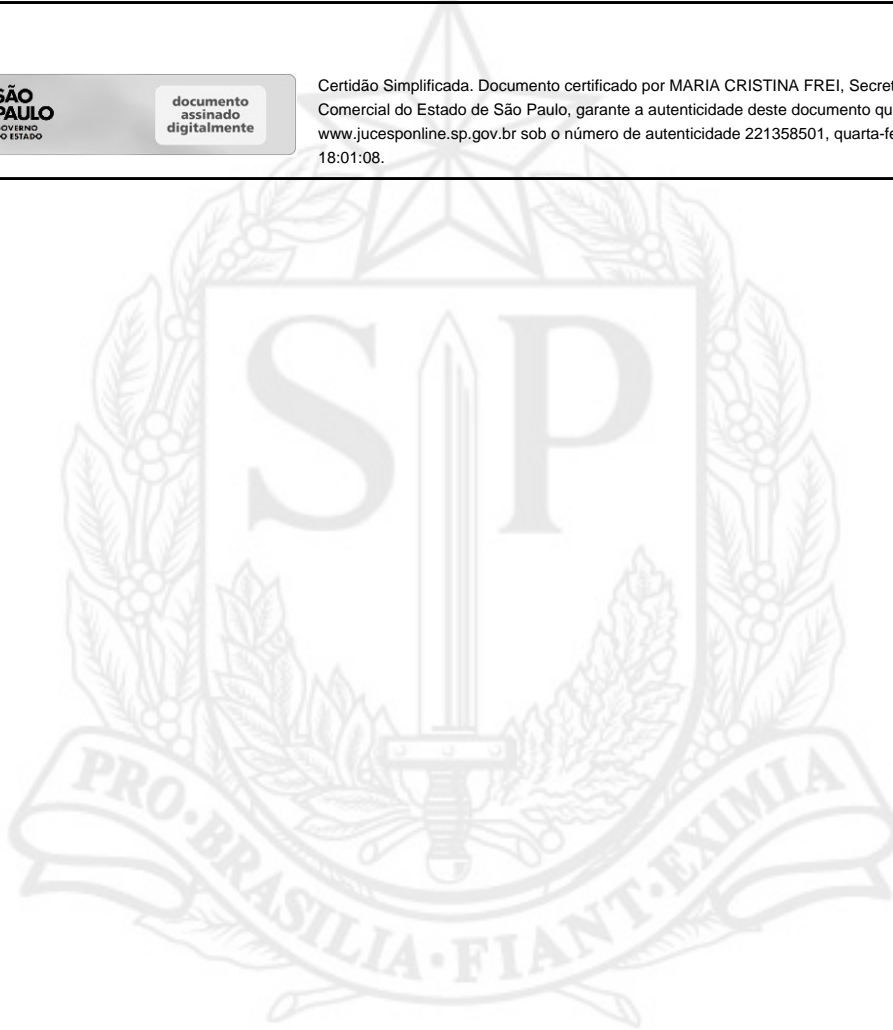 SÃO
PAULO
GOVERNO
DO ESTADO
documento
assinado
digitalmente
Certidão Simplificada. Documento certificado por MARIA CRISTINA FREI, Secret
Comercial do Estado de São Paulo, garante a autenticidade deste documento qu
www.jucesponline.sp.gov.br sob o número de autenticidade 221358501, quarta-fe
18:01:08.
SP
PRO·BRASILIA·FIANT·EXIMIA